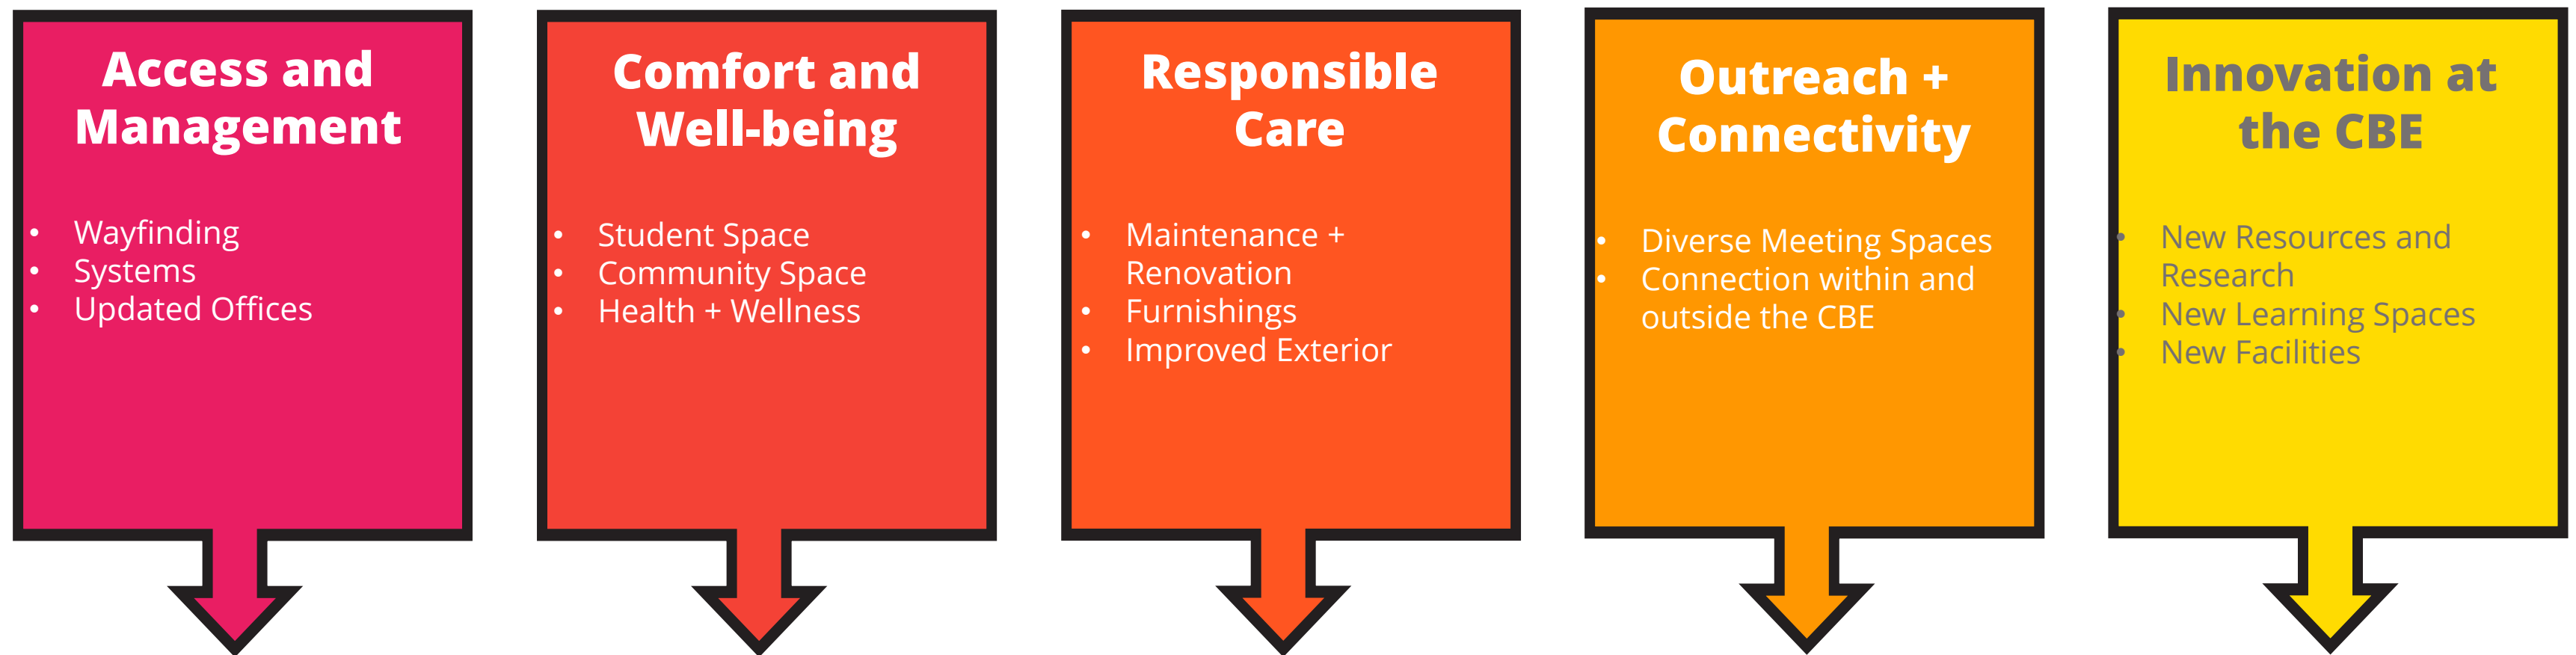 Access and
Management
• Wayfinding
• Systems
• Updated Offices
Comfort and
Well-being
• Student Space
• Community Space
• Health + Wellness
Responsible
Care
• Maintenance +
Renovation
• Furnishings
• Improved Exterior
Outreach +
Connectivity
• Diverse Meeting Spaces
• Connection within and
outside the CBE
Innovation at
the CBE
• New Resources and
Research
• New Learning Spaces
• New Facilities